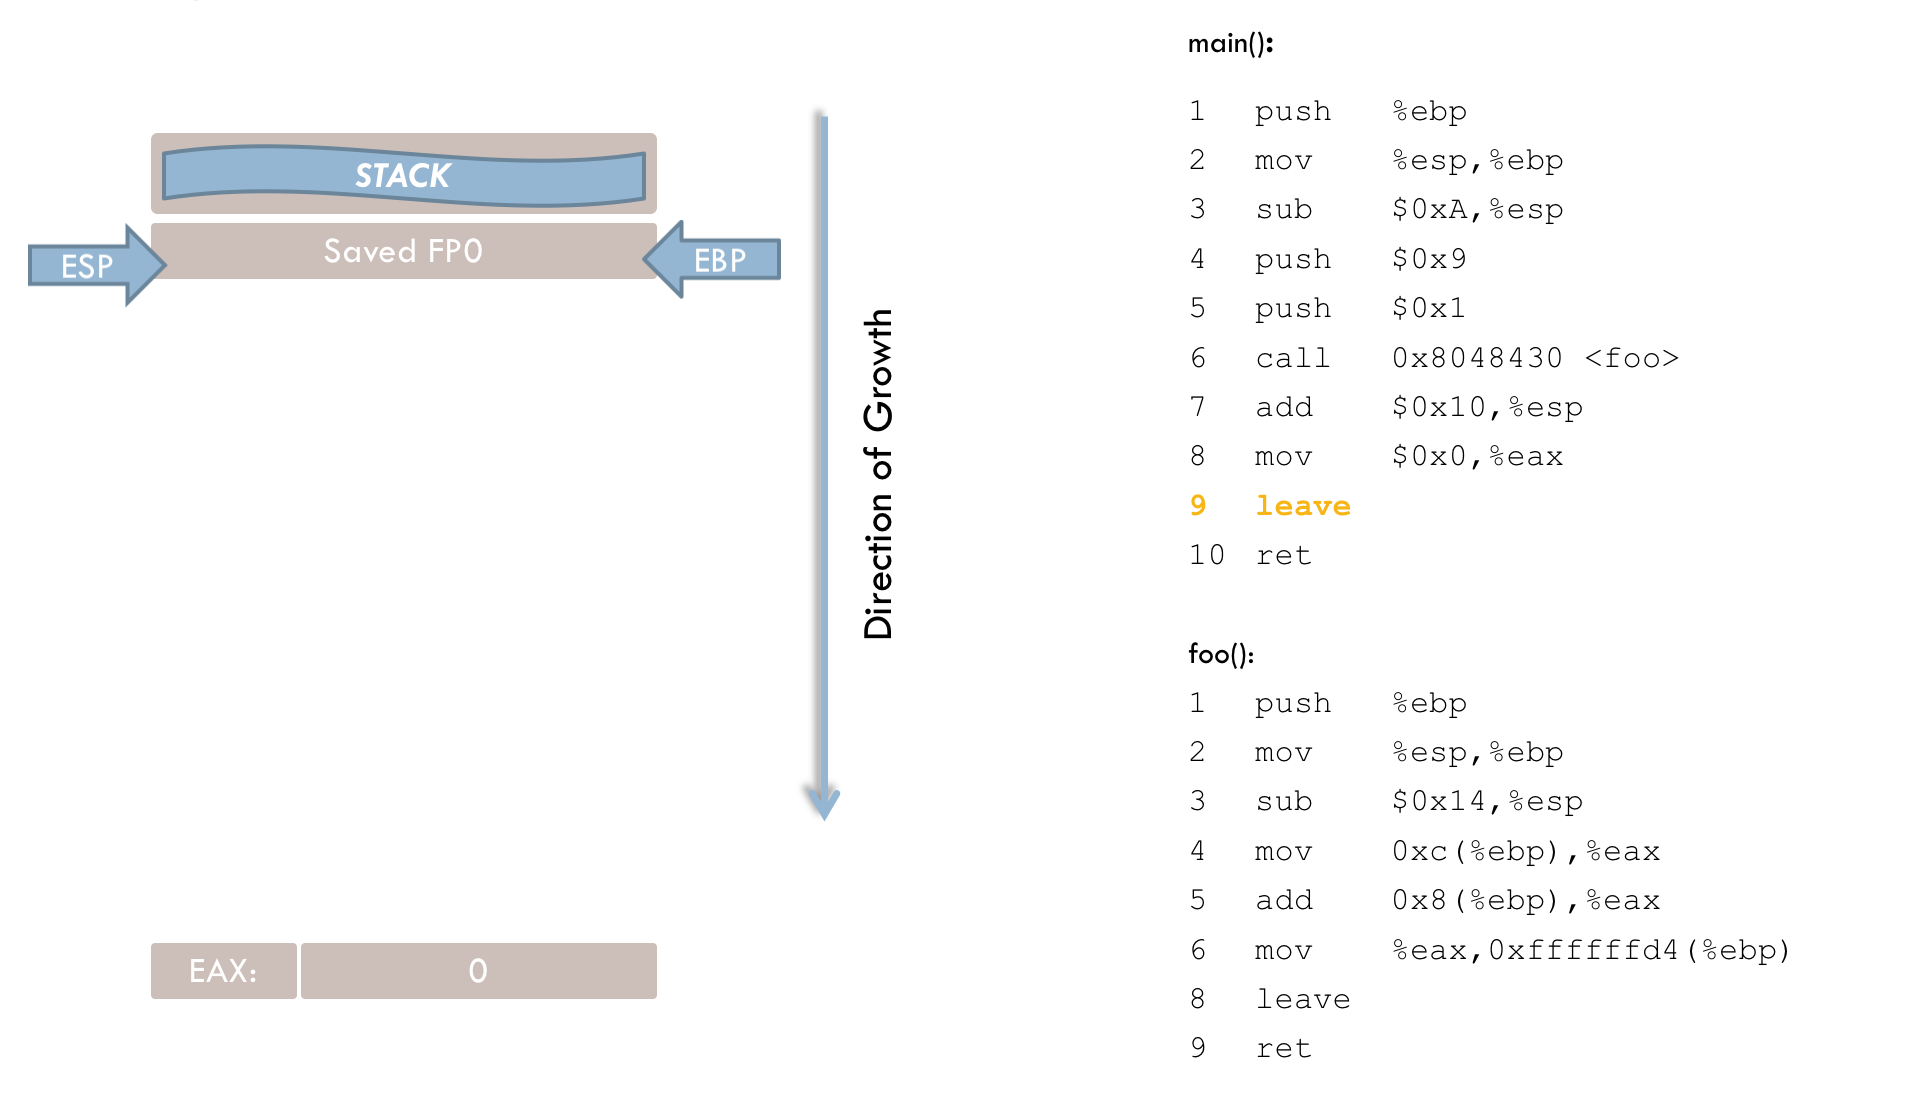 STACK
ESP
Saved FP0
EBP
Direction of Growth
EAX:
0
main():
1 push %ebp
2 mov %esp,%ebp
3 sub $0xA,%esp
4 push $0x9
5 push $0x1
6 call 0x8048430 <foo>
7 add $0x10,%esp
8 mov $0x0,%eax
9 leave
10 ret
foo():
1 push %ebp
2 mov %esp,%ebp
3 sub $0x14,%esp
4 mov 0xc(%ebp),%eax
5 add 0x8(%ebp),%eax
6 mov %eax,0xffffffd4(%ebp)
8 leave
9 ret